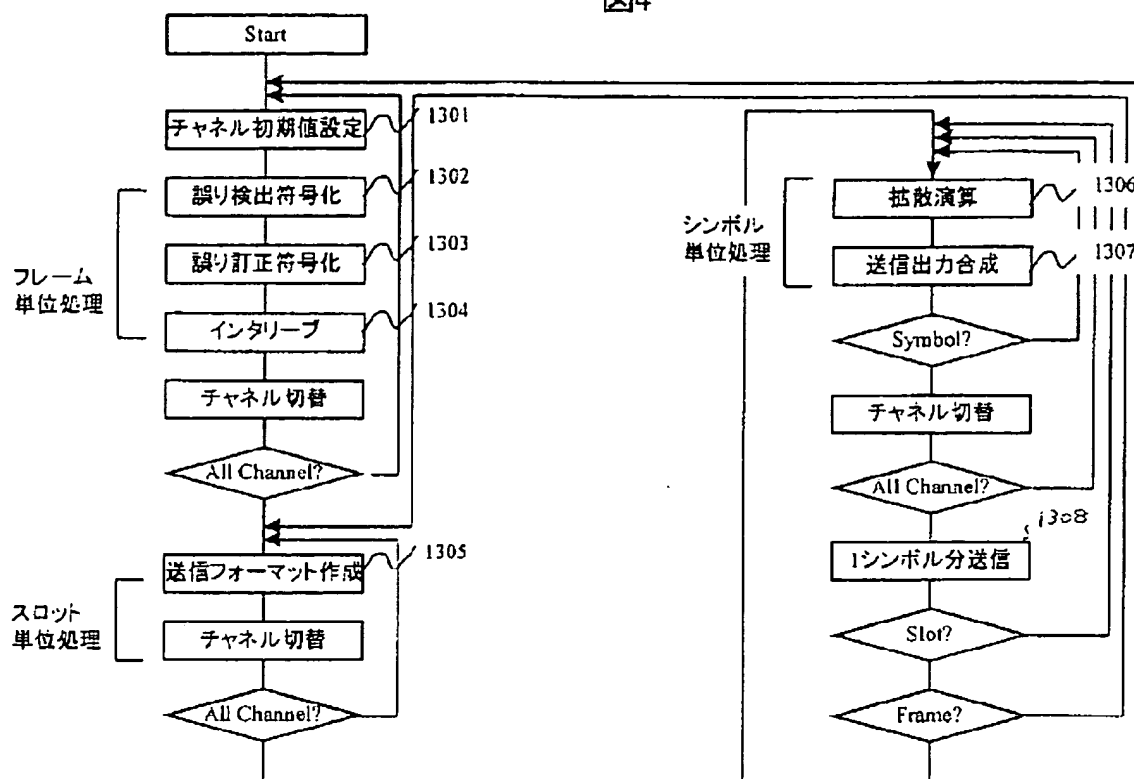 図4
Start
チャネル初期値設定
1301
誤り検出符号化
1302
誤り訂正符号化
1303
インタリーブ
1304
フレーム
単位処理
チャネル切替
All Channel?
送信フォーマット作成
1305
スロット
単位処理
チャネル切替
All Channel?
拡散演算
1306
シンボル
単位処理
送信出力合成
1307
Symbol?
チャネル切替
All Channel?
1308
1シンボル分送信
Slot?
Frame?